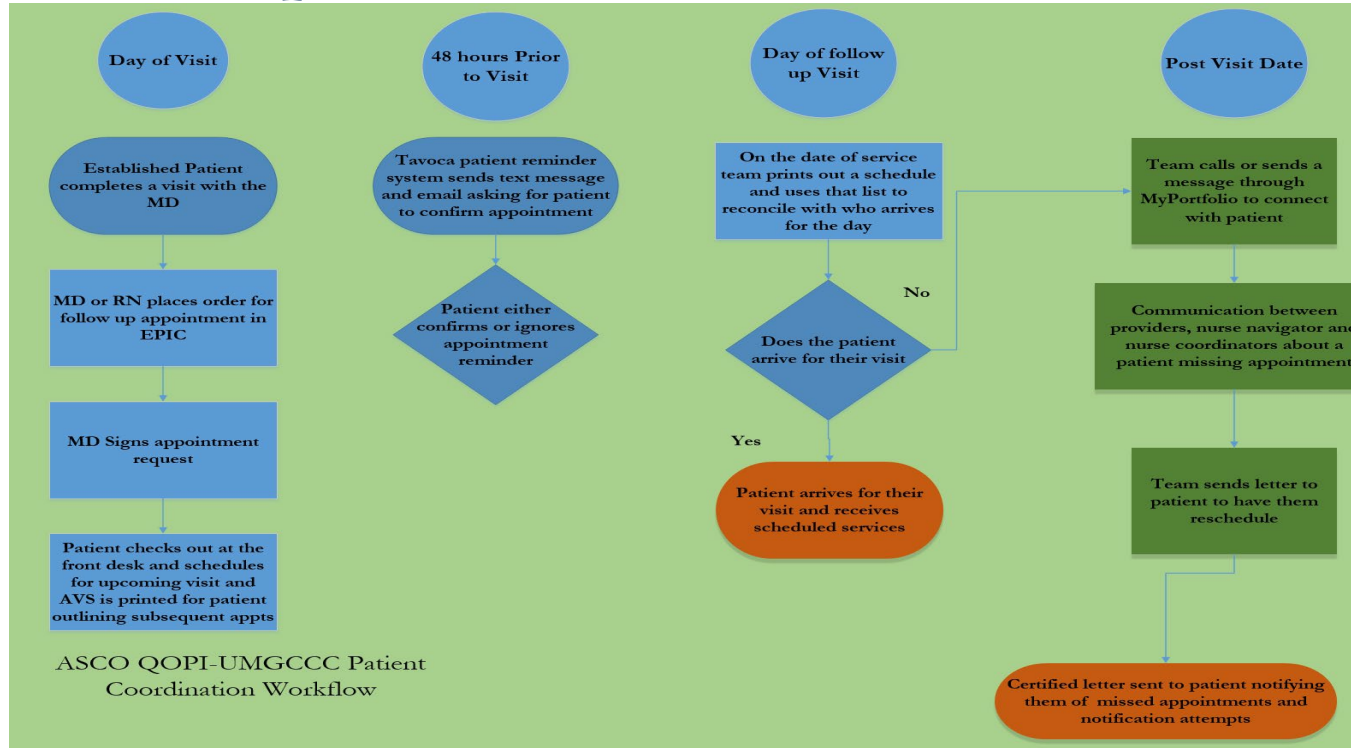 Day of Visit
48 hours Prior
to Visit
Day of follow
up Visit
Post Visit Date
Established Patient
completes a visit with the
MD
MD or RN places order for
follow up appointment in
EPIC
MD Signs appointment
request
Patient checks out at the
front desk and schedules
for upcoming visit and
AVS is printed for patient
outlining subsequent appts
Tavoca patient reminder
system sends text message
and email asking for patient
to confirm appointment
Patient either
confirms or ignores
appointment
reminder
On the date of service
team prints out a schedule
and uses that list to
reconcile with who arrives
for the day
Does the patient
arrive for their visit
No
Yes
Patient arrives for their
visit and receives
scheduled services
Team calls or sends a
message through
MyPortfolio to connect
with patient
Communication between
providers, nurse navigator and
nurse coordinators about a
patient missing appointment
Team sends letter to
patient to have them
reschedule
Certified letter sent to patient notifying
them of missed appointments and
notification attempts
ASCO QOPI-UMGCCC Patient
Coordination Workflow